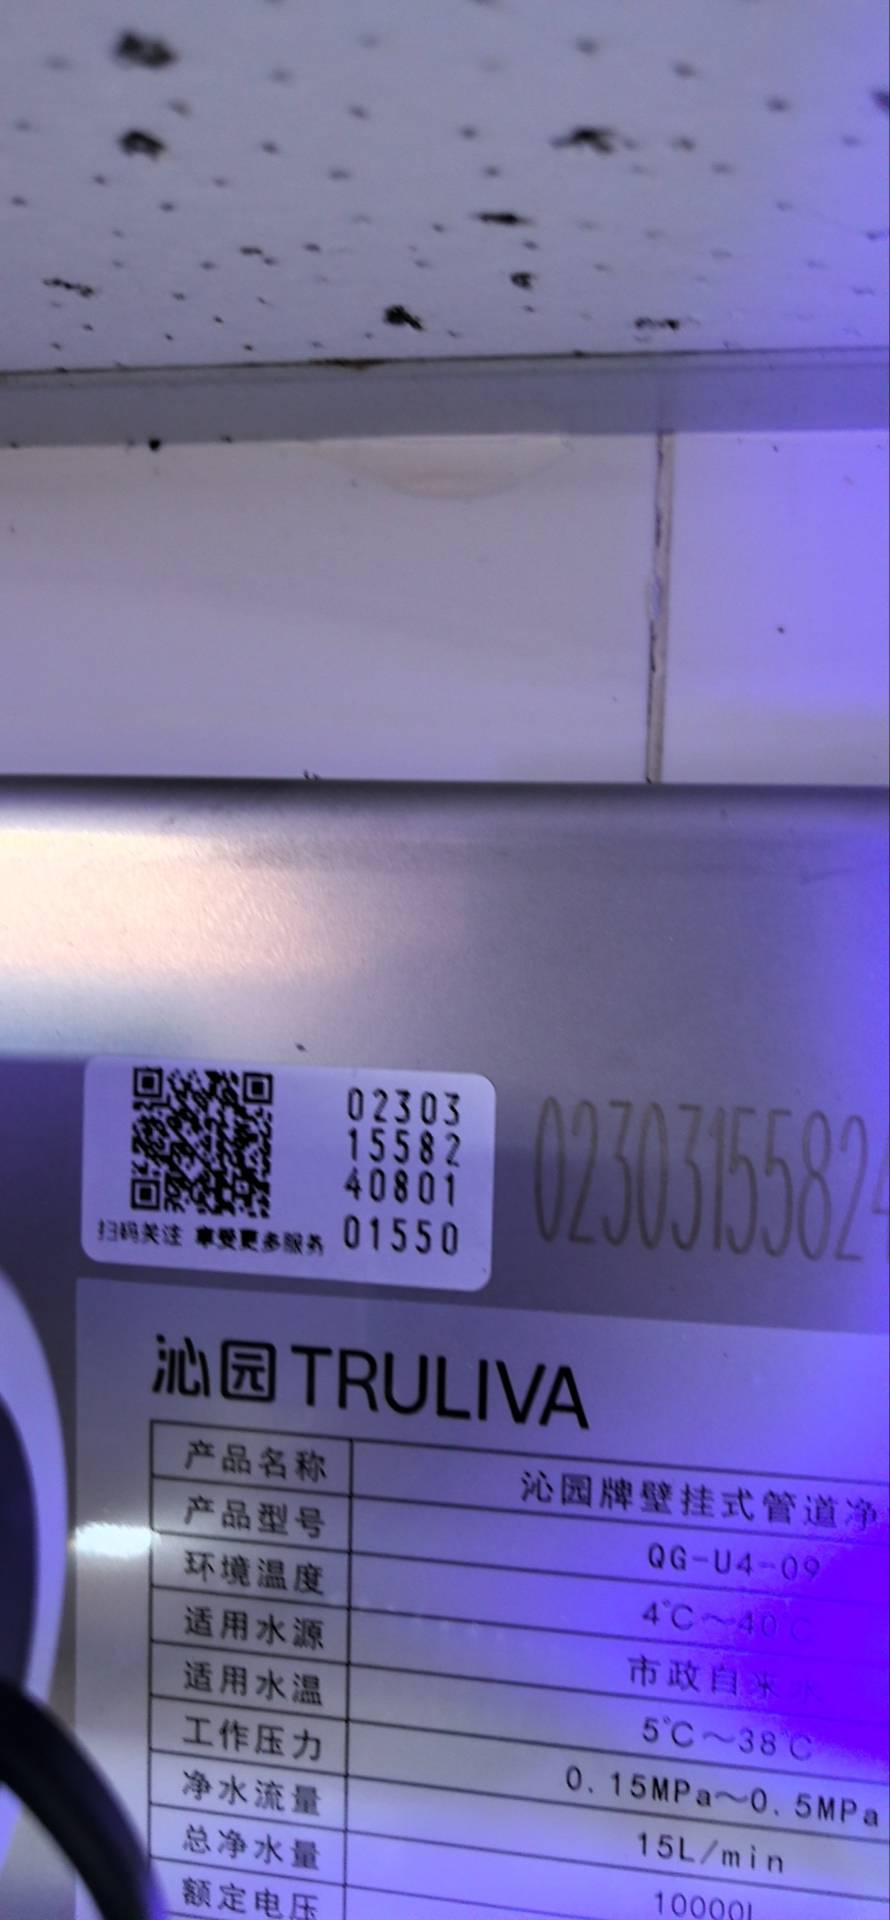 02303
15582
40801
01550
扫码关注 享受更多服务
0230315582
沁园 TRULIVA
产品名称 沁园牌壁挂式管道净
产品型号 QG-U4-09
环境温度 4℃～40℃
适用水源 市政自来水
适用水温 5℃～38℃
工作压力 0.15MPa～0.5MPa
净水流量 15L/min
总净水量 10000L
额定电压